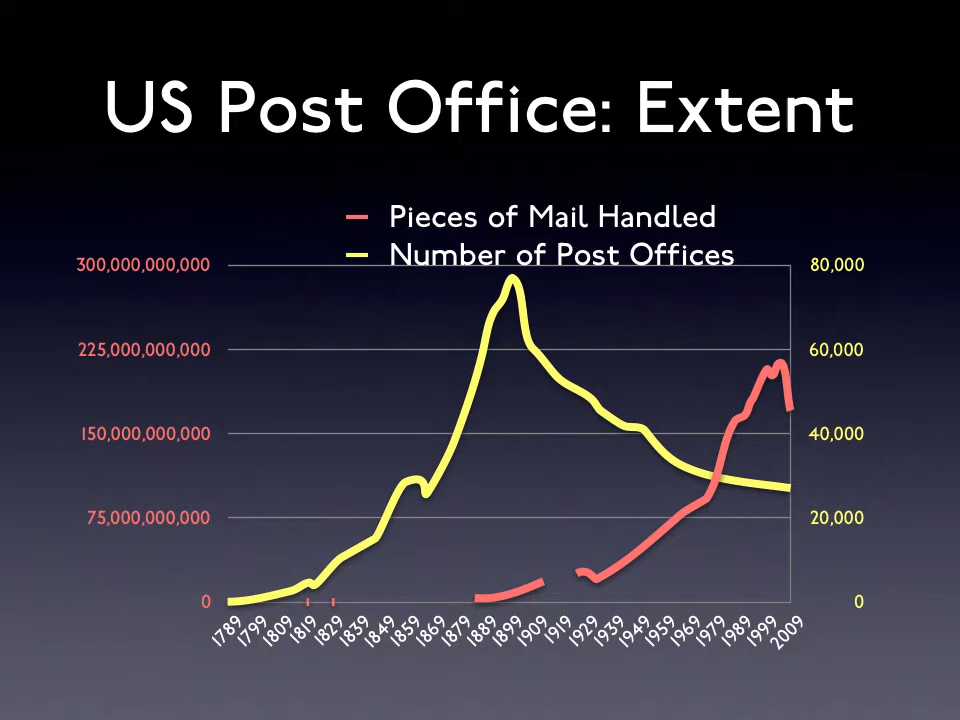 US Post Office: Extent
Pieces of Mail Handled
Number of Post Offices
300,000,000,000
80,000
225,000,000,000
60,000
150,000,000,000
40,000
75,000,000,000
20,000
0
0
1789 1799 1809 1819 1829 1839 1849 1859 1869 1879 1889 1899 1909 1919 1929 1939 1949 1959 1969 1979 1989 1999 2009